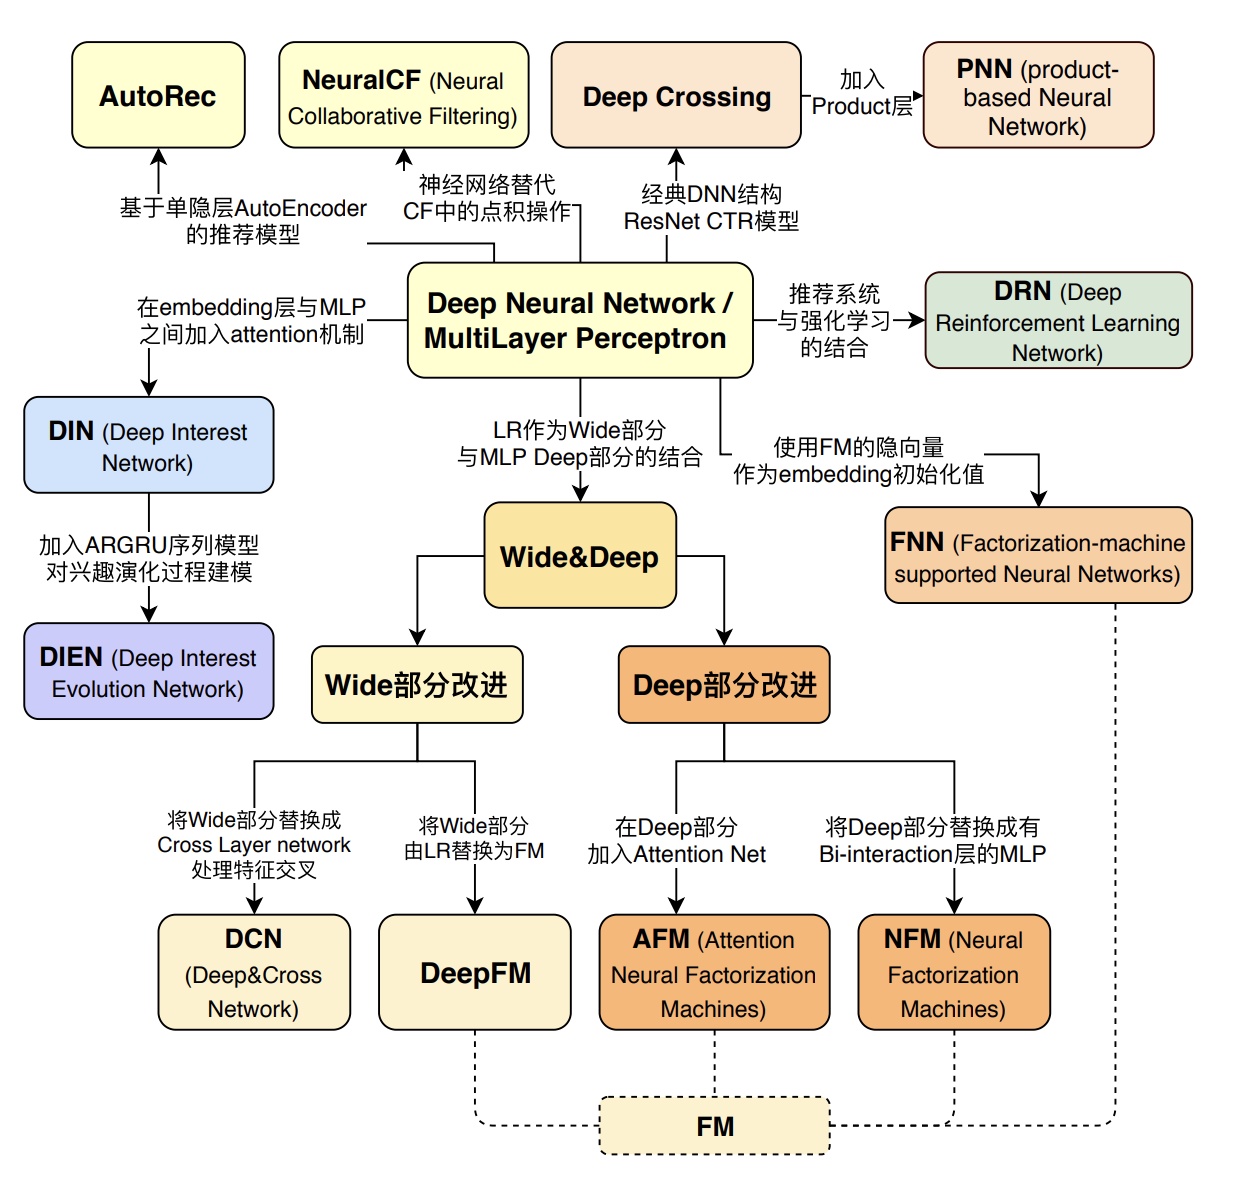 AutoRec
NeuralCF (Neural
Collaborative Filtering)
Deep Crossing
加入
Product层
PNN (product-
based Neural
Network)
基于单隐层AutoEncoder
的推荐模型
神经网络替代
CF中的点积操作
经典DNN结构
ResNet CTR模型
在embedding层与MLP
之间加入attention机制
Deep Neural Network /
MultiLayer Perceptron
推荐系统
与强化学习
的结合
DRN (Deep
Reinforcement Learning
Network)
DIN (Deep Interest
Network)
LR作为Wide部分
与MLP Deep部分的结合
使用FM的隐向量
作为embedding初始化值
加入ARGRU序列模型
对兴趣演化过程建模
Wide&Deep
FNN (Factorization-machine
supported Neural Networks)
DIEN (Deep Interest
Evolution Network)
Wide部分改进
Deep部分改进
将Wide部分替换成
Cross Layer network
处理特征交叉
将Wide部分
由LR替换为FM
在Deep部分
加入Attention Net
将Deep部分替换成有
Bi-interaction层的MLP
DCN
(Deep&Cross
Network)
DeepFM
AFM (Attention
Neural Factorization
Machines)
NFM (Neural
Factorization
Machines)
FM